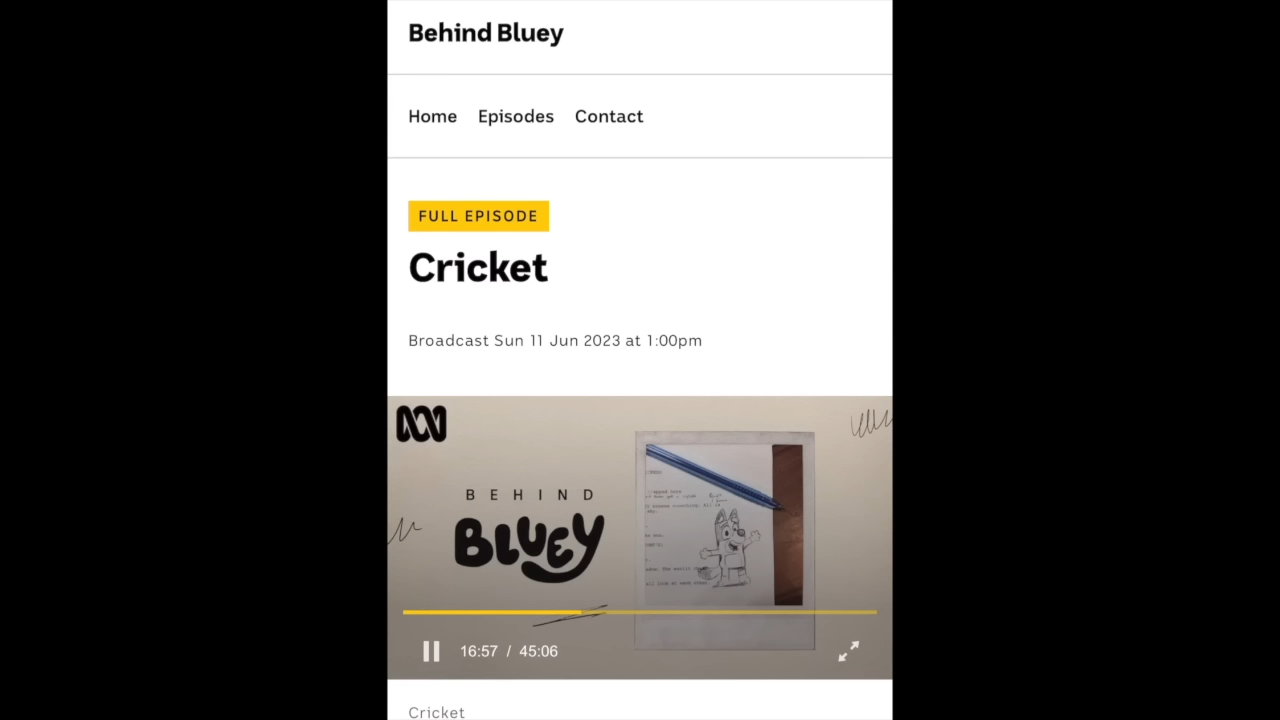 Behind Bluey
Home Episodes Contact
FULL EPISODE
Cricket
Broadcast Sun 11 Jun 2023 at 1:00pm
BEHIND
BLUEY
16:57 / 45:06
Cricket